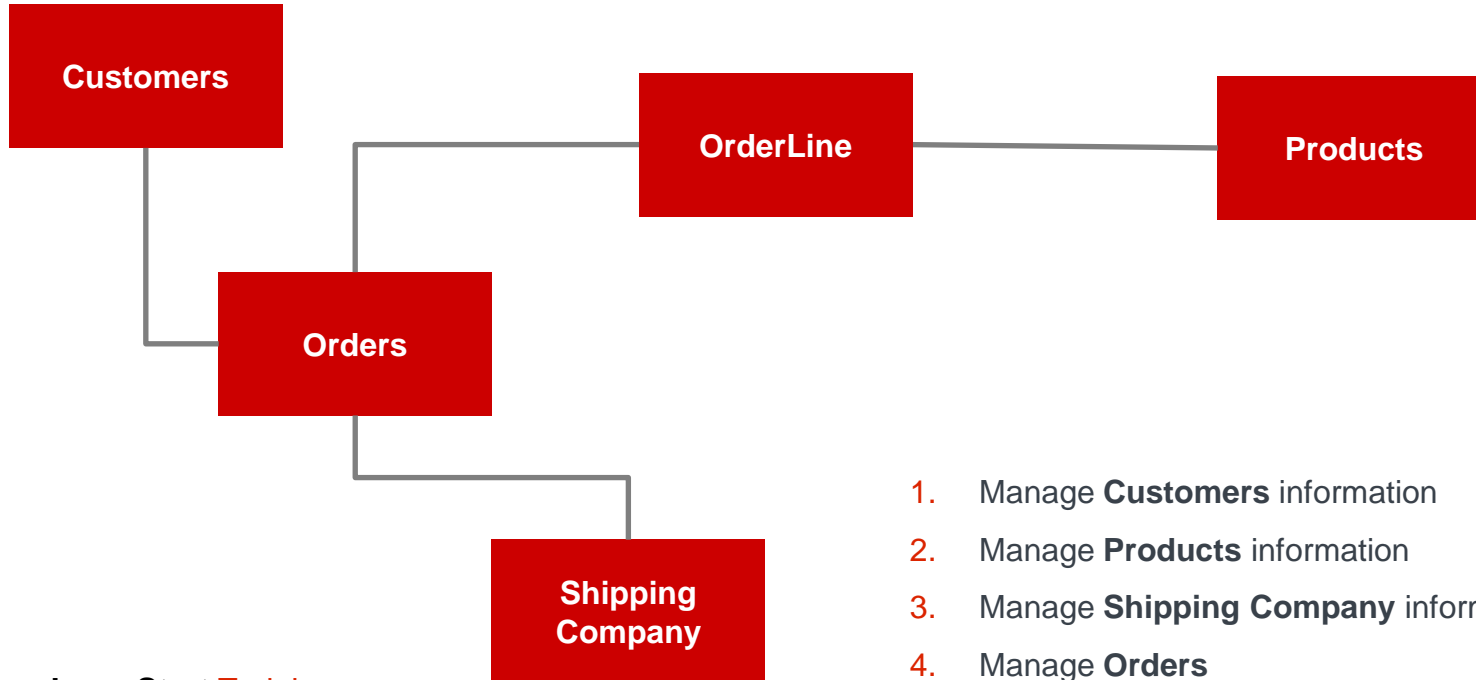 Customers
OrderLine
Products
Orders
Shipping
Company
1. Manage Customers information
2. Manage Products information
3. Manage Shipping Company
4. Manage Orders